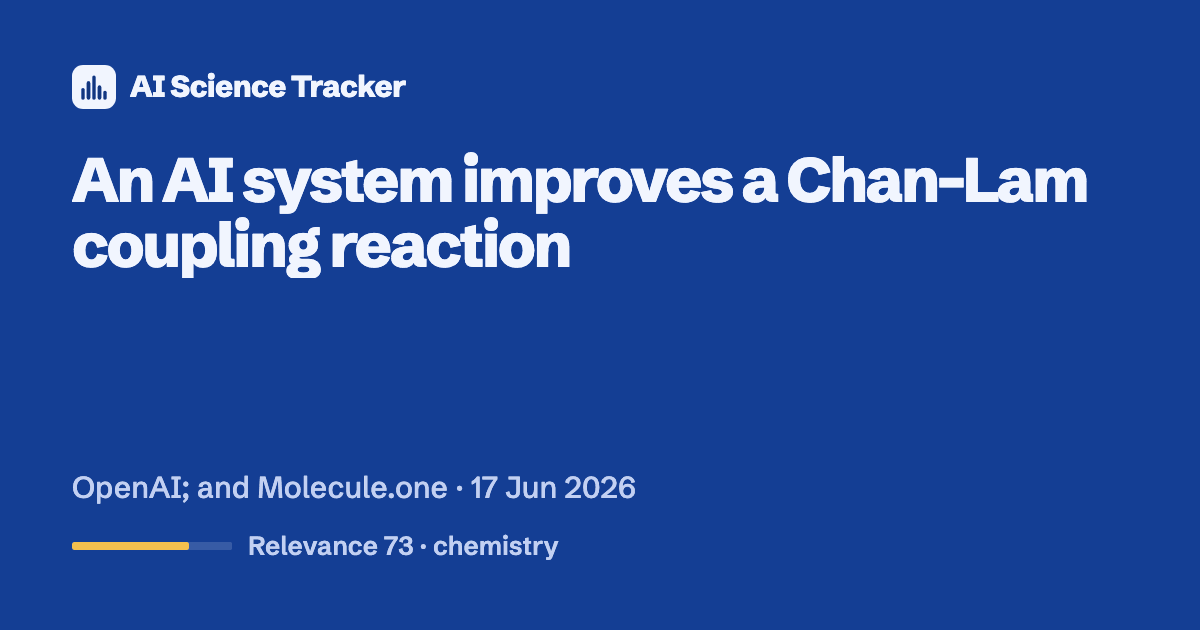 AI Science Tracker
An AI system improves a Chan-Lam
coupling reaction
OpenAI; and Molecule.one · 17 Jun 2026
Relevance 73 · chemistry